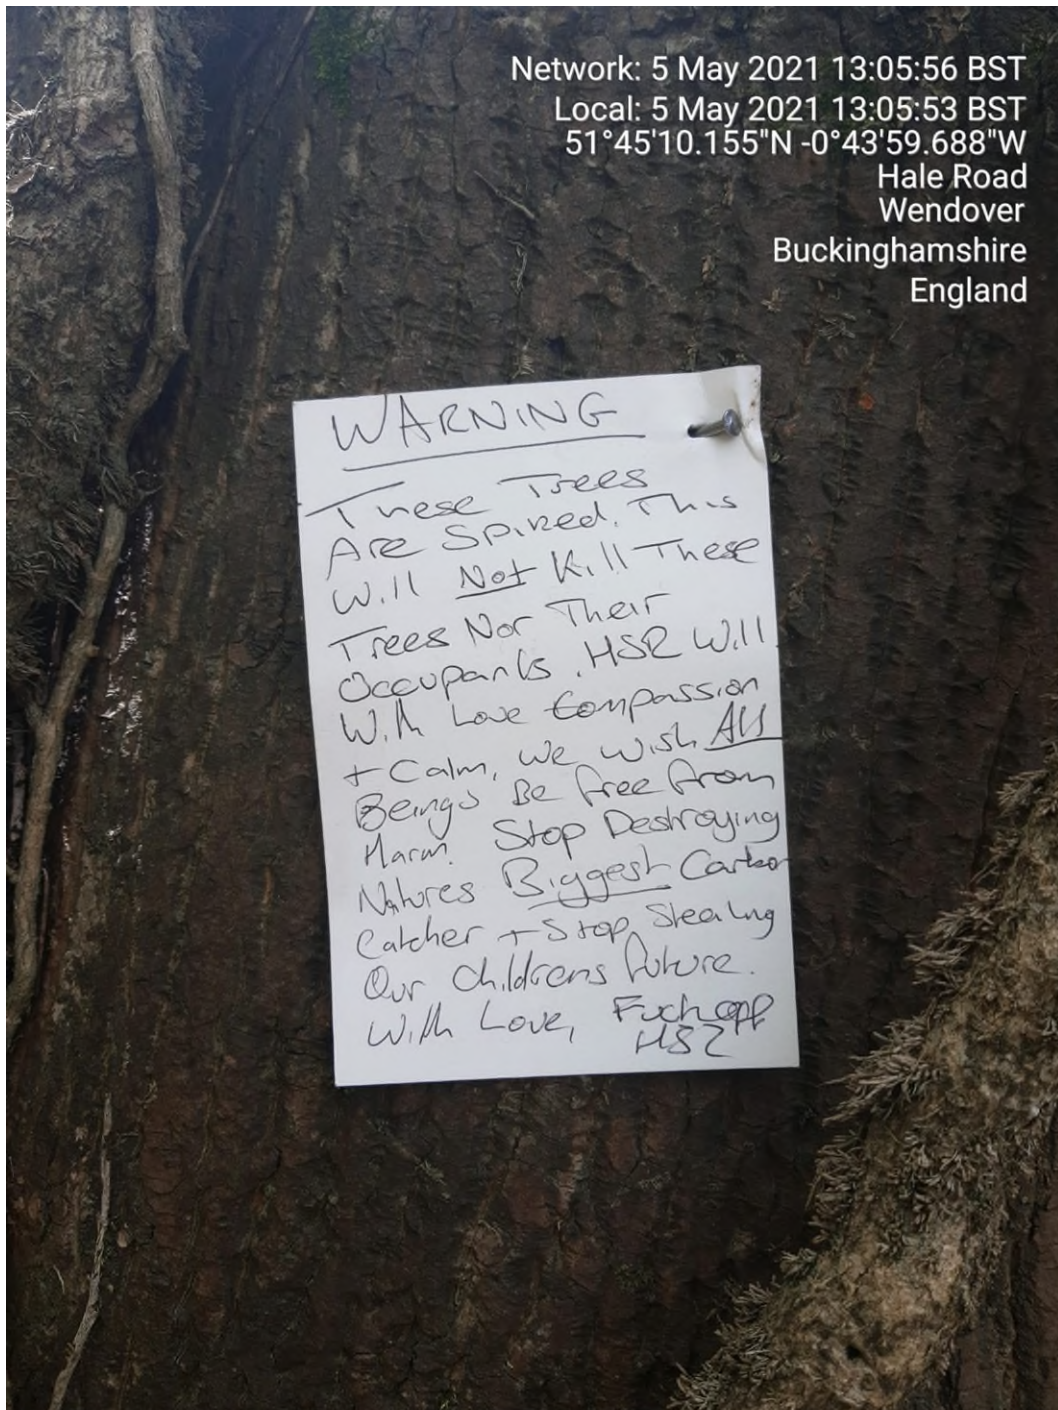 Network: 5 May 2021 13:05:56 BST
Local: 5 May 2021 13:05:53 BST
51°45'10.155"N -0°43'59.688"W
Hale Road
Wendover
Buckinghamshire
England
WARNING
These Trees
Are Spiked. This
Will Not Kill These
Trees Nor Their
Occupants. HS2 Will
With Love Compassion
+ Calm, we wish All
Beings Be free from
Harm. Stop Destroying
Natures Biggest Carbon
Catcher + Stop Stealing
Our Childrens future.
With Love, Fuck off
HS2